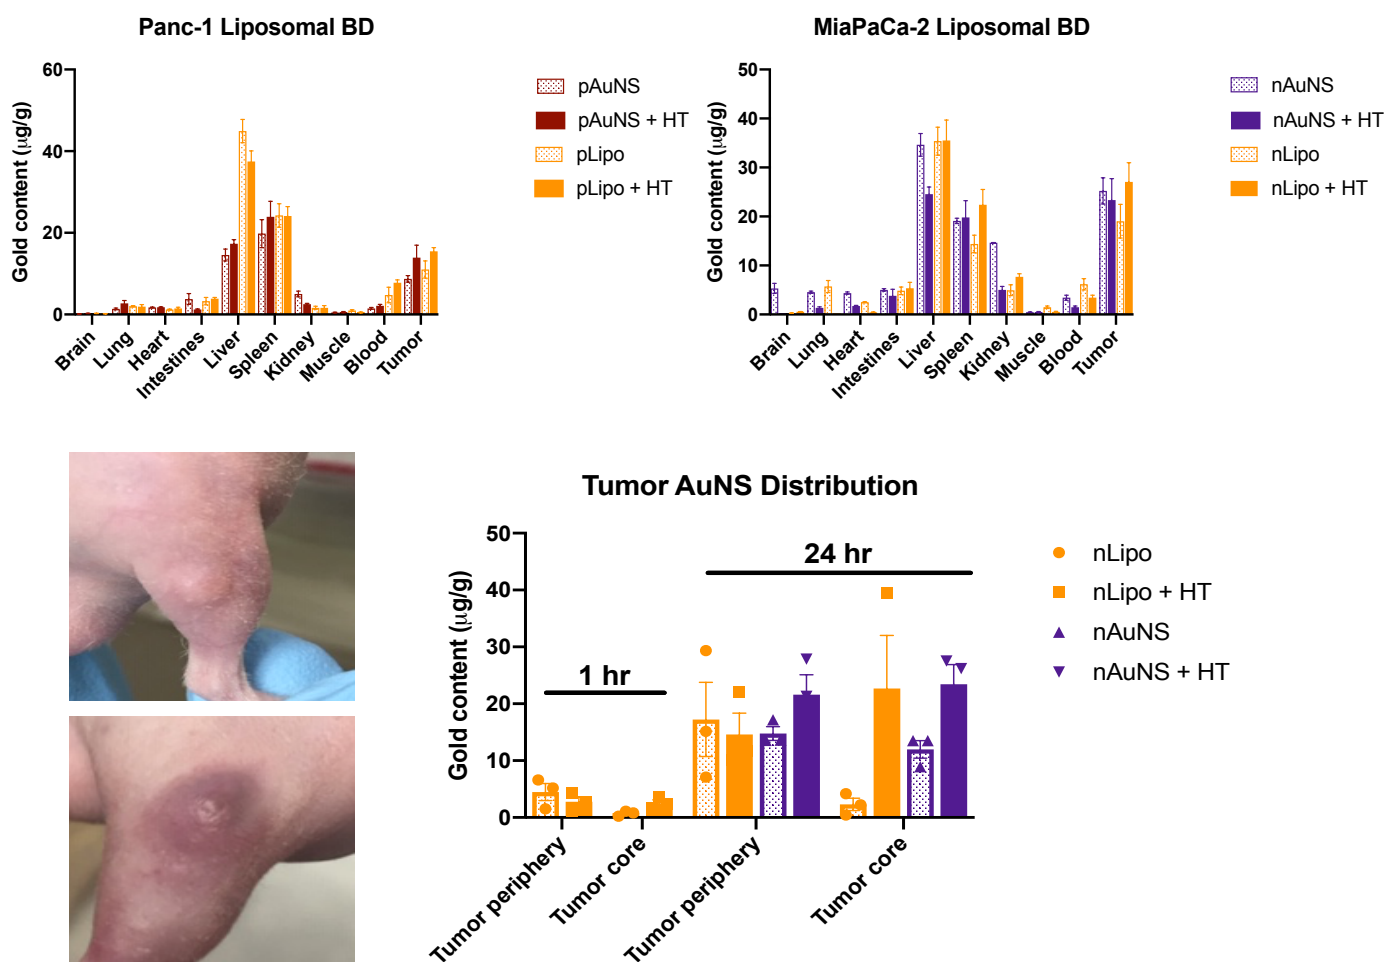 Panc-1 Liposomal BD
Gold content (μg/g)
60
40
20
0
Brain
Lung
Heart
Intestines
Liver
Spleen
Kidney
Muscle
Blood
Tumor
pAuNS
pAuNS + HT
pLipo
pLipo + HT
MiaPaCa-2 Liposomal BD
Gold content (μg/g)
50
40
30
20
10
0
Brain
Lung
Heart
Intestines
Liver
Spleen
Kidney
Muscle
Blood
Tumor
nAuNS
nAuNS + HT
nLipo
nLipo + HT
Tumor AuNS Distribution
Gold content (μg/g)
50
40
30
20
10
0
1 hr
24 hr
Tumor periphery
Tumor core
Tumor periphery
Tumor core
nLipo
nLipo + HT
nAuNS
nAuNS + HT